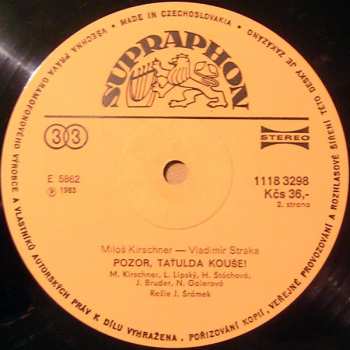 MADE IN CZECHOSLOVAKIA • VŠECHNA PRÁVA GRAMOFONOVÉHO VÝROBCE A VLASTNÍKŮ AUTORSKÝCH PRÁV K DÍLU VYHRAŽENA. POŘIZOVÁNÍ KOPIÍ, VEŘEJNÉ PROVOZOVÁNÍ A ROZHLASOVÉ ŠÍŘENÍ TÉTO DESKY JE ZAKÁZÁNO.
SUPRAPHON
33
STEREO
E 5862
℗ 1983
1118 3298
Kčs 36,-
2. strana
Miloš Kirschner — Vladimír Straka
POZOR, TATULDA KOUŠE!
M. Kirschner, L. Lipský, H. Štáchová,
J. Bruder, N. Golerová
Režie J. Šrámek